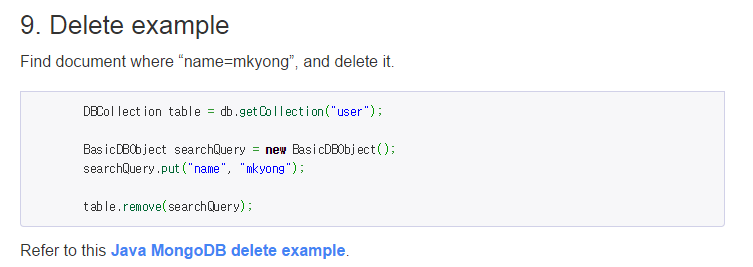 9. Delete example
Find document where “name=mkyong”, and delete it.
DBCollection table = db.getCollection("user");
BasicDBObject searchQuery = new BasicDBObject();
searchQuery.put("name", "mkyong");
table.remove(searchQuery);
Refer to this Java MongoDB delete example.